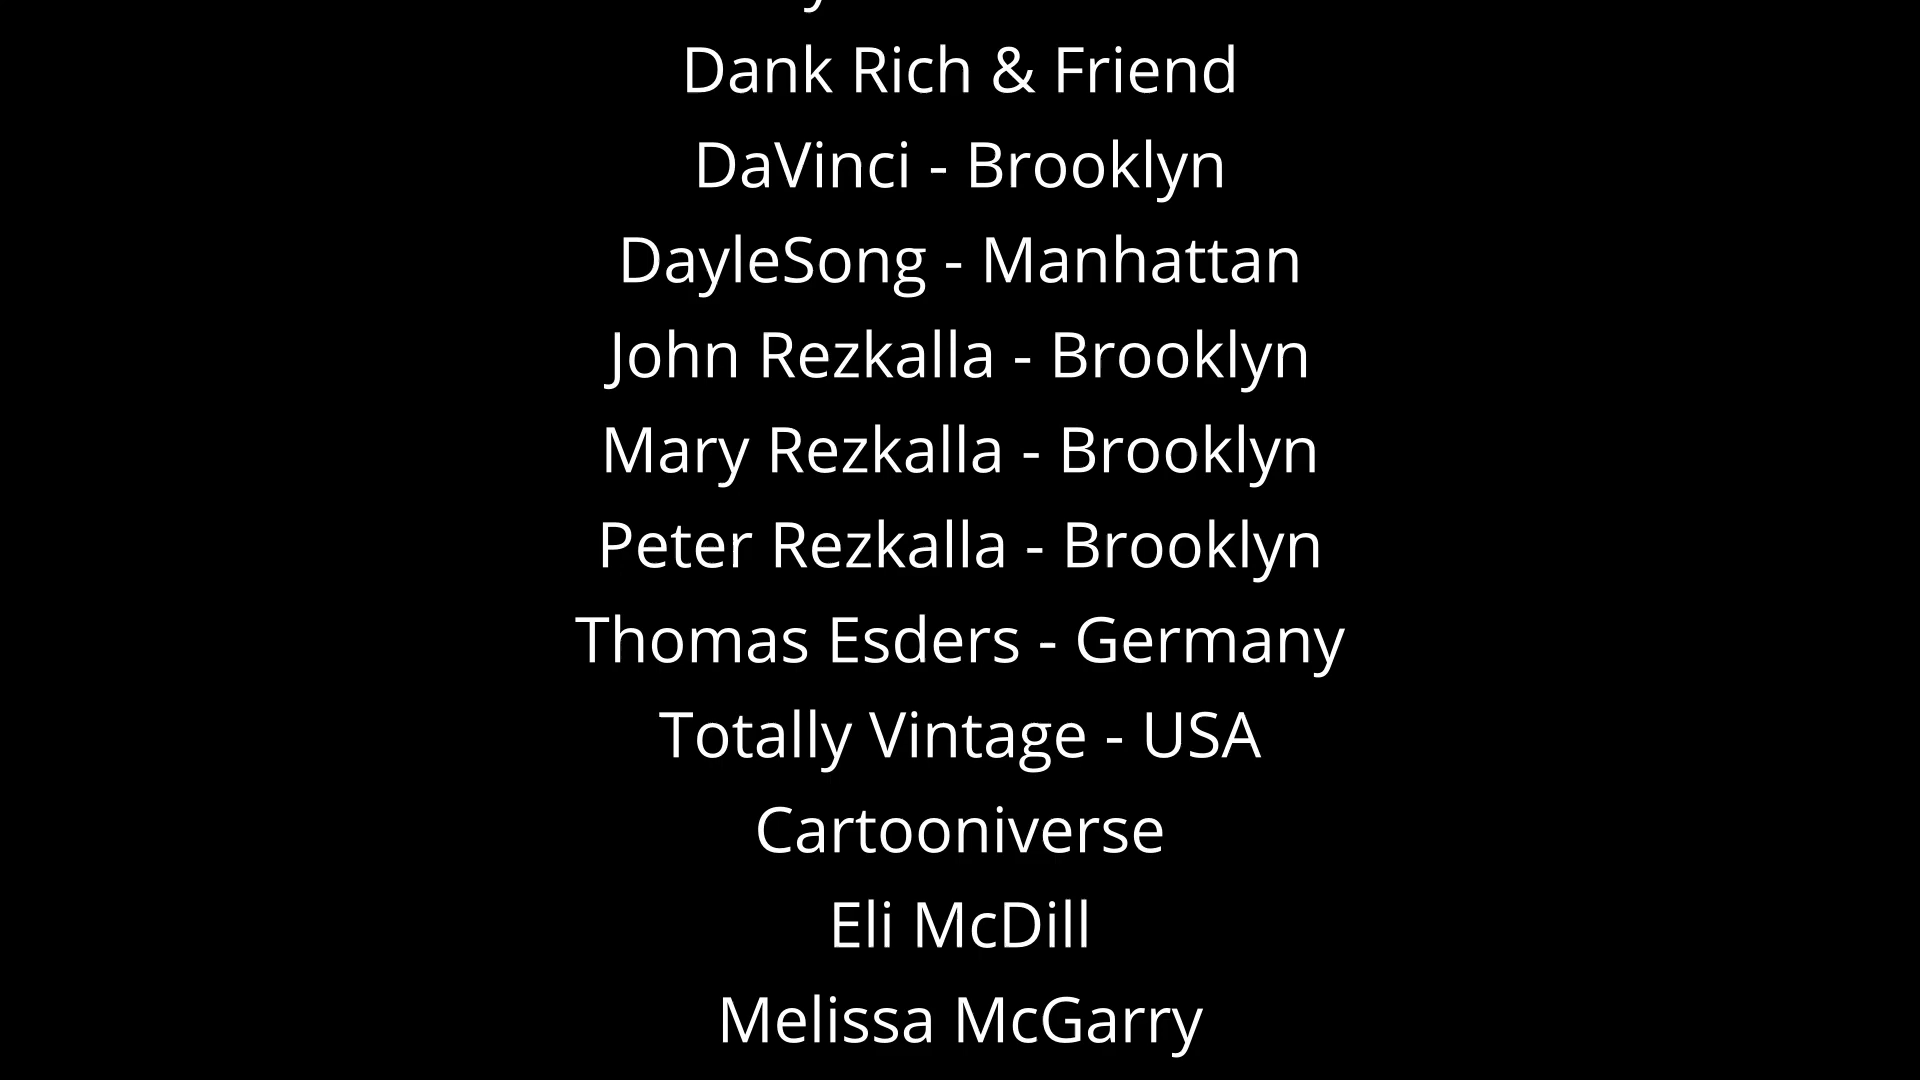 Dank Rich & Friend
DaVinci - Brooklyn
DayleSong - Manhattan
John Rezkalla - Brooklyn
Mary Rezkalla - Brooklyn
Peter Rezkalla - Brooklyn
Thomas Esders - Germany
Totally Vintage - USA
Cartooniverse
Eli McDill
Melissa McGarry